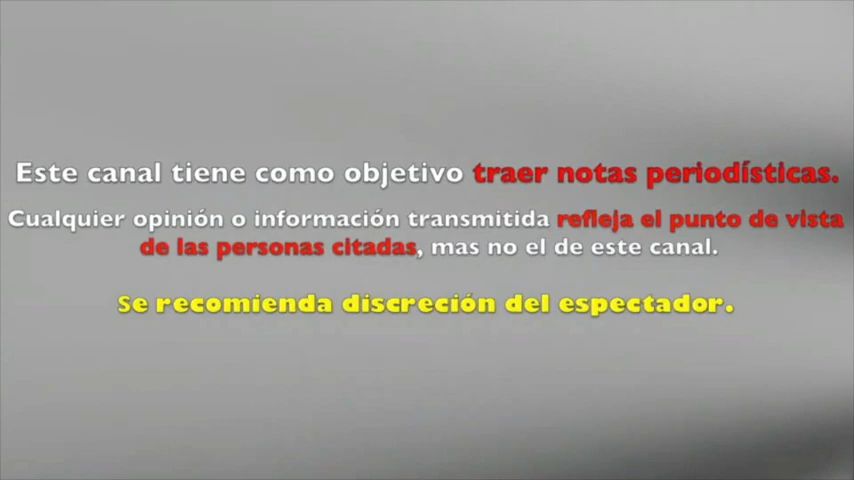 Este canal tiene como objetivo traer notas periodísticas.
Cualquier opinión o información transmitida refleja el punto de vista
de las personas citadas, mas no el de este canal.
Se recomienda discreción del espectador.